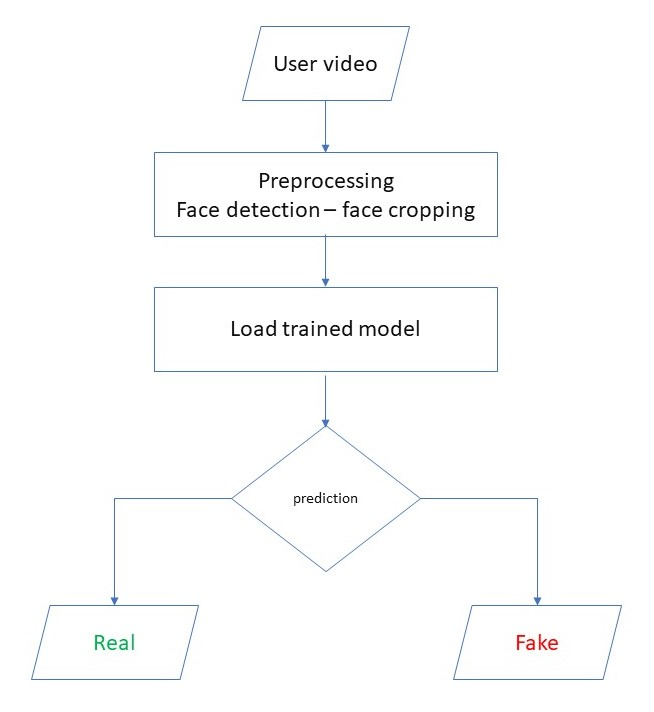 User video
Preprocessing
Face detection – face cropping
Load trained model
prediction
Real
Fake